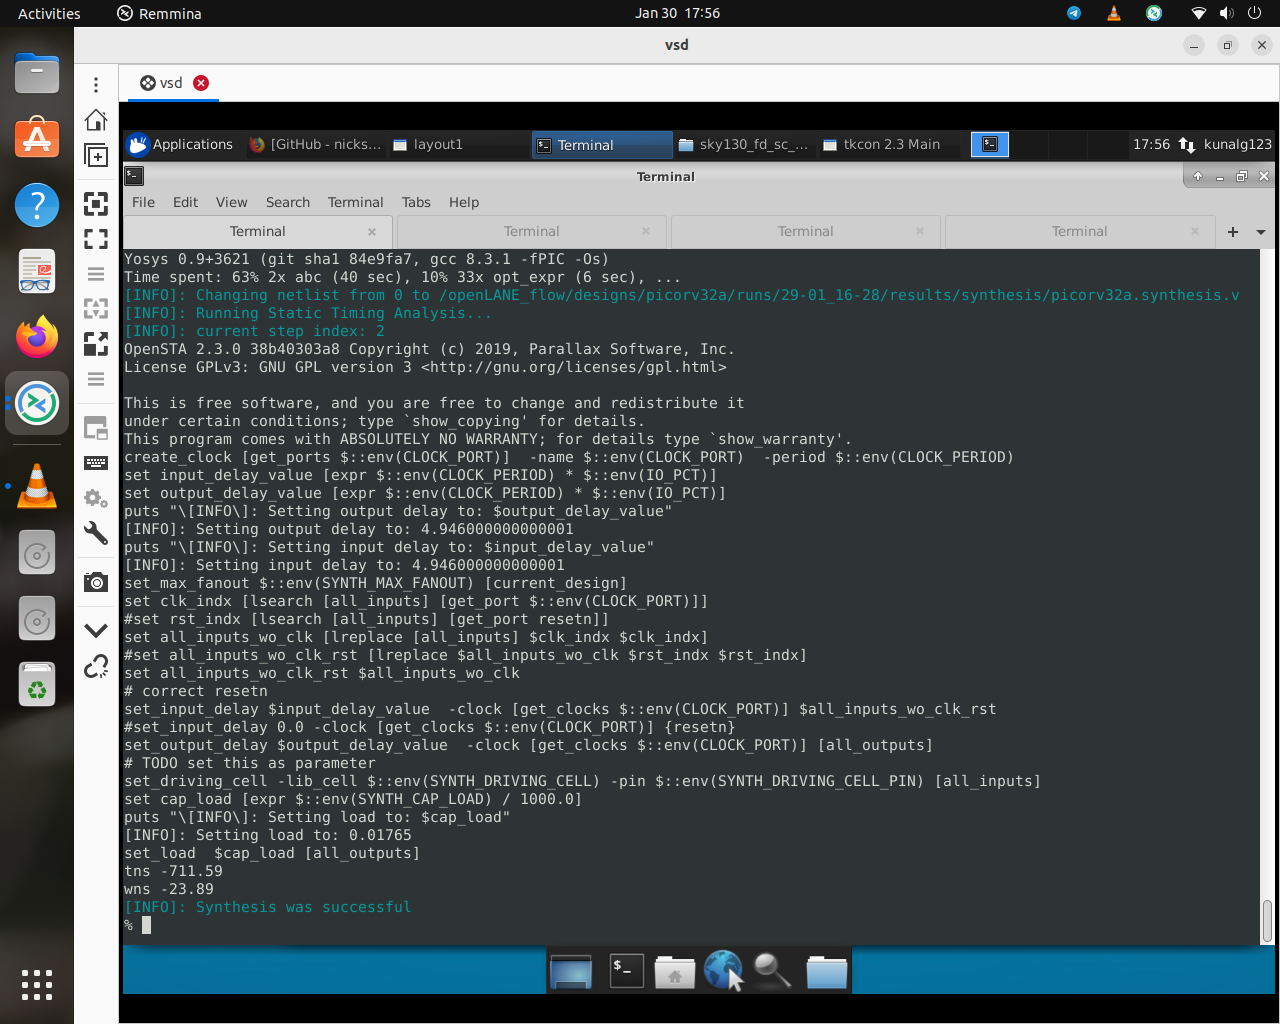 Activities
Remmina
Jan 30 17:56
vsd
vsd
Applications
[GitHub - nicks...
layout1
Terminal
sky130_fd_sc_...
tkcon 2.3 Main
17:56
kunalg123
Terminal
File Edit View Search Terminal Tabs Help
Terminal
Terminal
Terminal
Terminal
Yosys 0.9+3621 (git sha1 84e9fa7, gcc 8.3.1 -fPIC -Os)
Time spent: 63% 2x abc (40 sec), 10% 33x opt_expr (6 sec), ...
[INFO]: Changing netlist from 0 to /openLANE_flow/designs/picorv32a/runs/29-01_16-28/results/synthesis/picorv32a.synthesis.v
[INFO]: Running Static Timing Analysis...
[INFO]: current step index: 2
OpenSTA 2.3.0 38b40303a8 Copyright (c) 2019, Parallax Software, Inc.
License GPLv3: GNU GPL version 3 <http://gnu.org/licenses/gpl.html>
This is free software, and you are free to change and redistribute it
under certain conditions; type `show_copying' for details.
This program comes with ABSOLUTELY NO WARRANTY; for details type `show_warranty'.
create_clock [get_ports $::env(CLOCK_PORT)]  -name $::env(CLOCK_PORT)  -period $::env(CLOCK_PERIOD)
set input_delay_value [expr $::env(CLOCK_PERIOD) * $::env(IO_PCT)]
set output_delay_value [expr $::env(CLOCK_PERIOD) * $::env(IO_PCT)]
puts "\[INFO\]: Setting output delay to: $output_delay_value"
[INFO]: Setting output delay to: 4.946000000000001
puts "\[INFO\]: Setting input delay to: $input_delay_value"
[INFO]: Setting input delay to: 4.946000000000001
set_max_fanout $::env(SYNTH_MAX_FANOUT) [current_design]
set clk_indx [lsearch [all_inputs] [get_port $::env(CLOCK_PORT)]]
#set rst_indx [lsearch [all_inputs] [get_port resetn]]
set all_inputs_wo_clk [lreplace [all_inputs] $clk_indx $clk_indx]
#set all_inputs_wo_clk_rst [lreplace $all_inputs_wo_clk $rst_indx $rst_indx]
set all_inputs_wo_clk_rst $all_inputs_wo_clk
# correct resetn
set_input_delay $input_delay_value  -clock [get_clocks $::env(CLOCK_PORT)] $all_inputs_wo_clk_rst
#set_input_delay 0.0 -clock [get_clocks $::env(CLOCK_PORT)] {resetn}
set_output_delay $output_delay_value  -clock [get_clocks $::env(CLOCK_PORT)] [all_outputs]
# TODO set this as parameter
set_driving_cell -lib_cell $::env(SYNTH_DRIVING_CELL) -pin $::env(SYNTH_DRIVING_CELL_PIN) [all_inputs]
set cap_load [expr $::env(SYNTH_CAP_LOAD) / 1000.0]
puts "\[INFO\]: Setting load to: $cap_load"
[INFO]: Setting load to: 0.01765
set_load  $cap_load [all_outputs]
tns -711.59
wns -23.89
[INFO]: Synthesis was successful
%